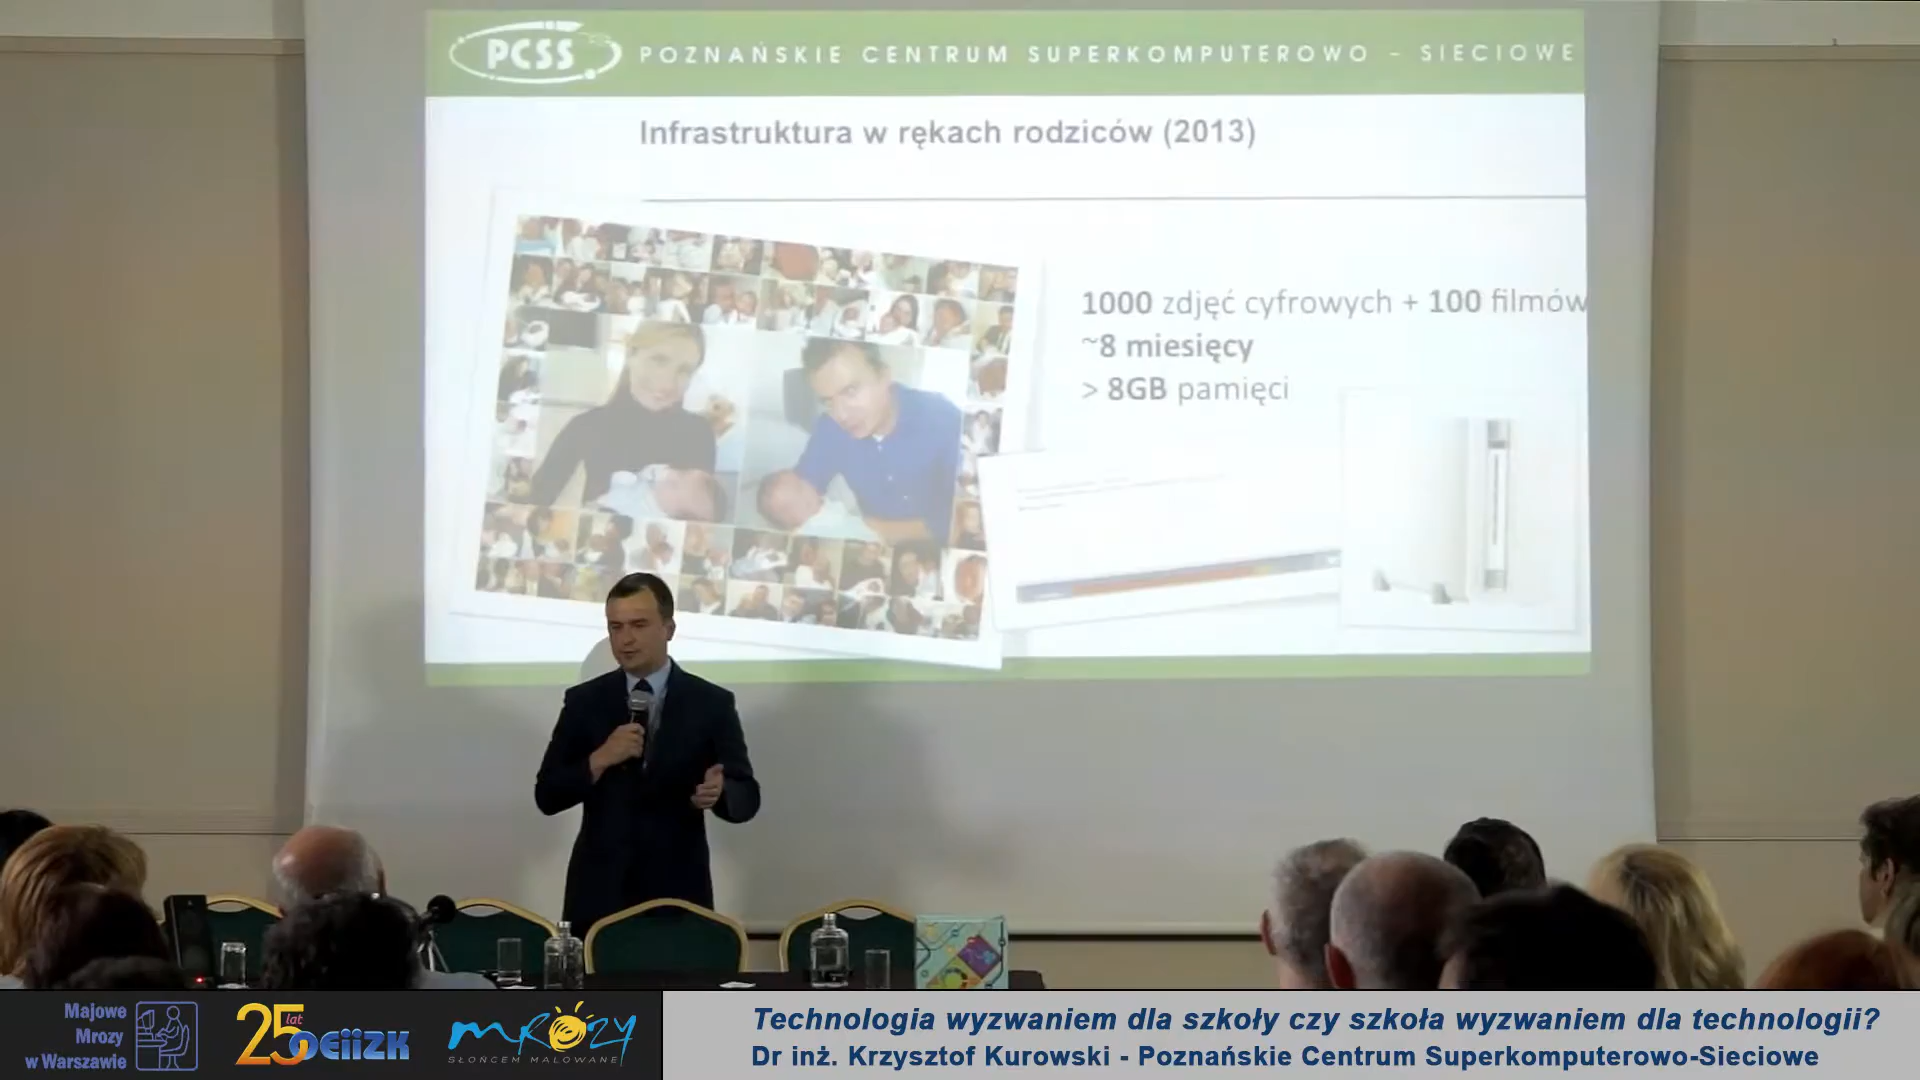 PCSS POZNAŃSKIE CENTRUM SUPERKOMPUTEROWO - SIECIOWE
Infrastruktura w rękach rodziców (2013)
1000 zdjęć cyfrowych + 100 filmów
~8 miesięcy
> 8GB pamięci
Majowe
Mrozy
w Warszawie
25 lat
OEIIZK
MROZY
SŁOŃCEM MALOWANE
Technologia wyzwaniem dla szkoły czy szkoła wyzwaniem dla technologii?
Dr inż. Krzysztof Kurowski - Poznańskie Centrum Superkomputerowo-Sieciowe